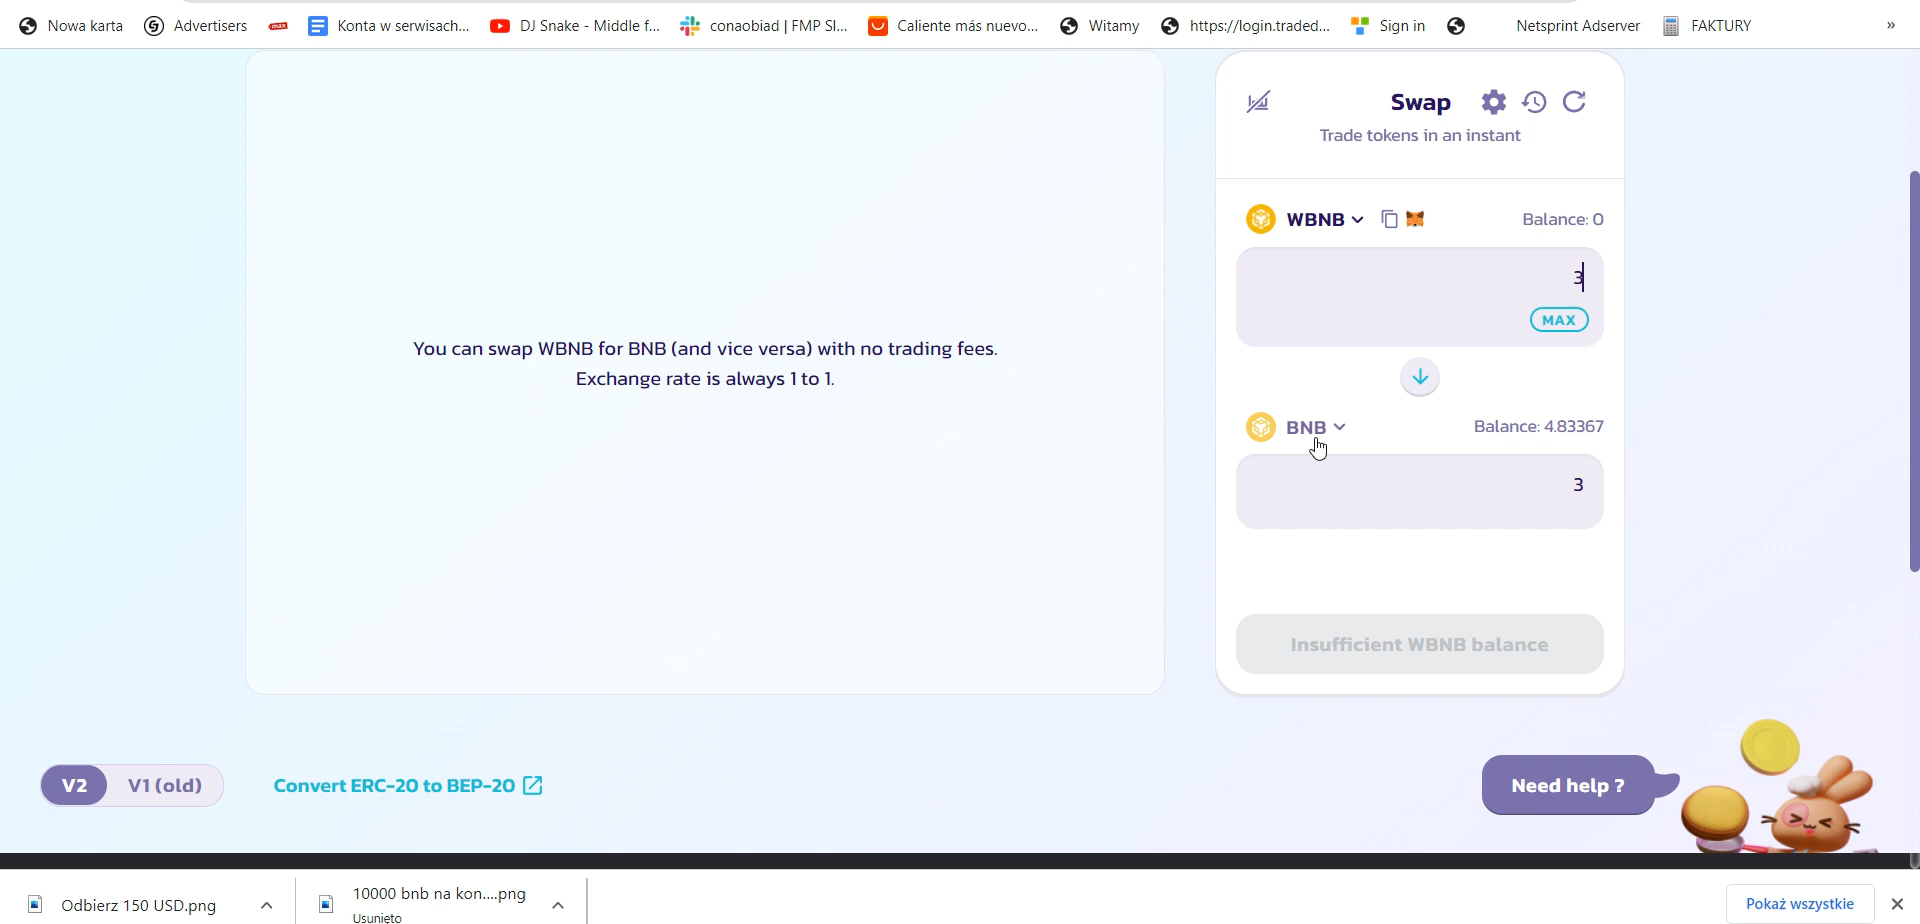 Nowa karta
Advertisers
max
Konta w serwisach...
DJ Snake - Middle f...
conaobiad | FMP Sl...
Caliente más nuevo...
Witamy
https://login.traded...
Sign in
Netsprint Adserver
FAKTURY
»
Swap
Trade tokens in an instant
WBNB
Balance: 0
3
MAX
You can swap WBNB for BNB (and vice versa) with no trading fees.
Exchange rate is always 1 to 1.
BNB
Balance: 4.83367
3
Insufficient WBNB balance
V2
V1 (old)
Convert ERC-20 to BEP-20
Need help ?
Odbierz 150 USD.png
10000 bnb na kon....png
Usunięto
Pokaż wszystkie